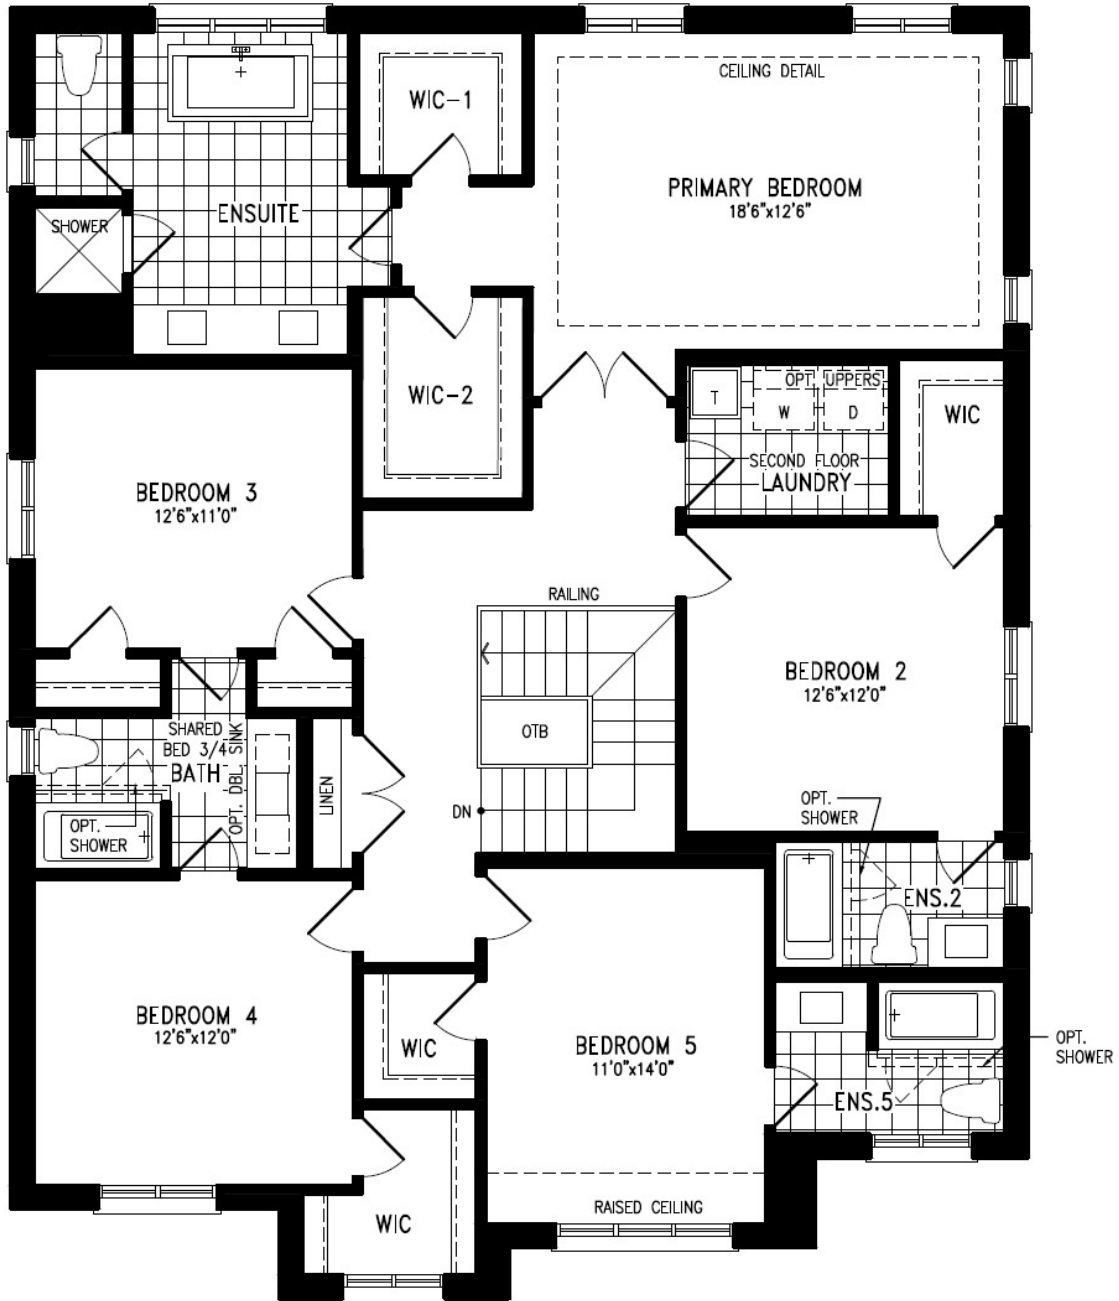 CEILING DETAIL
WIC-1
PRIMARY BEDROOM
18'6"x12'6"
ENSUITE
SHOWER
WIC-2
OPT. UPPERS
T
W
D
WIC
SECOND FLOOR
LAUNDRY
BEDROOM 3
12'6"x11'0"
RAILING
BEDROOM 2
12'6"x12'0"
OTB
SHARED
BED 3/4
BATH
OPT. DBL. SINK
LINEN
DN
OPT.
SHOWER
OPT.
SHOWER
ENS.2
BEDROOM 4
12'6"x12'0"
WIC
BEDROOM 5
11'0"x14'0"
OPT.
SHOWER
ENS.5
RAISED CEILING
WIC